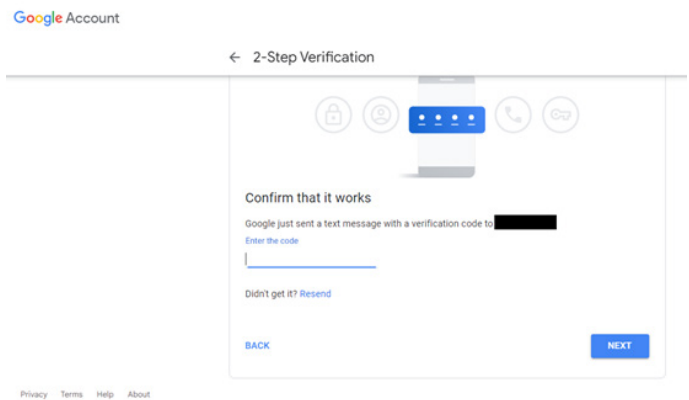 Google Account
← 2-Step Verification
Confirm that it works
Google just sent a text message with a verification code to
Enter the code
Didn't get it? Resend
BACK
NEXT
Privacy Terms Help About